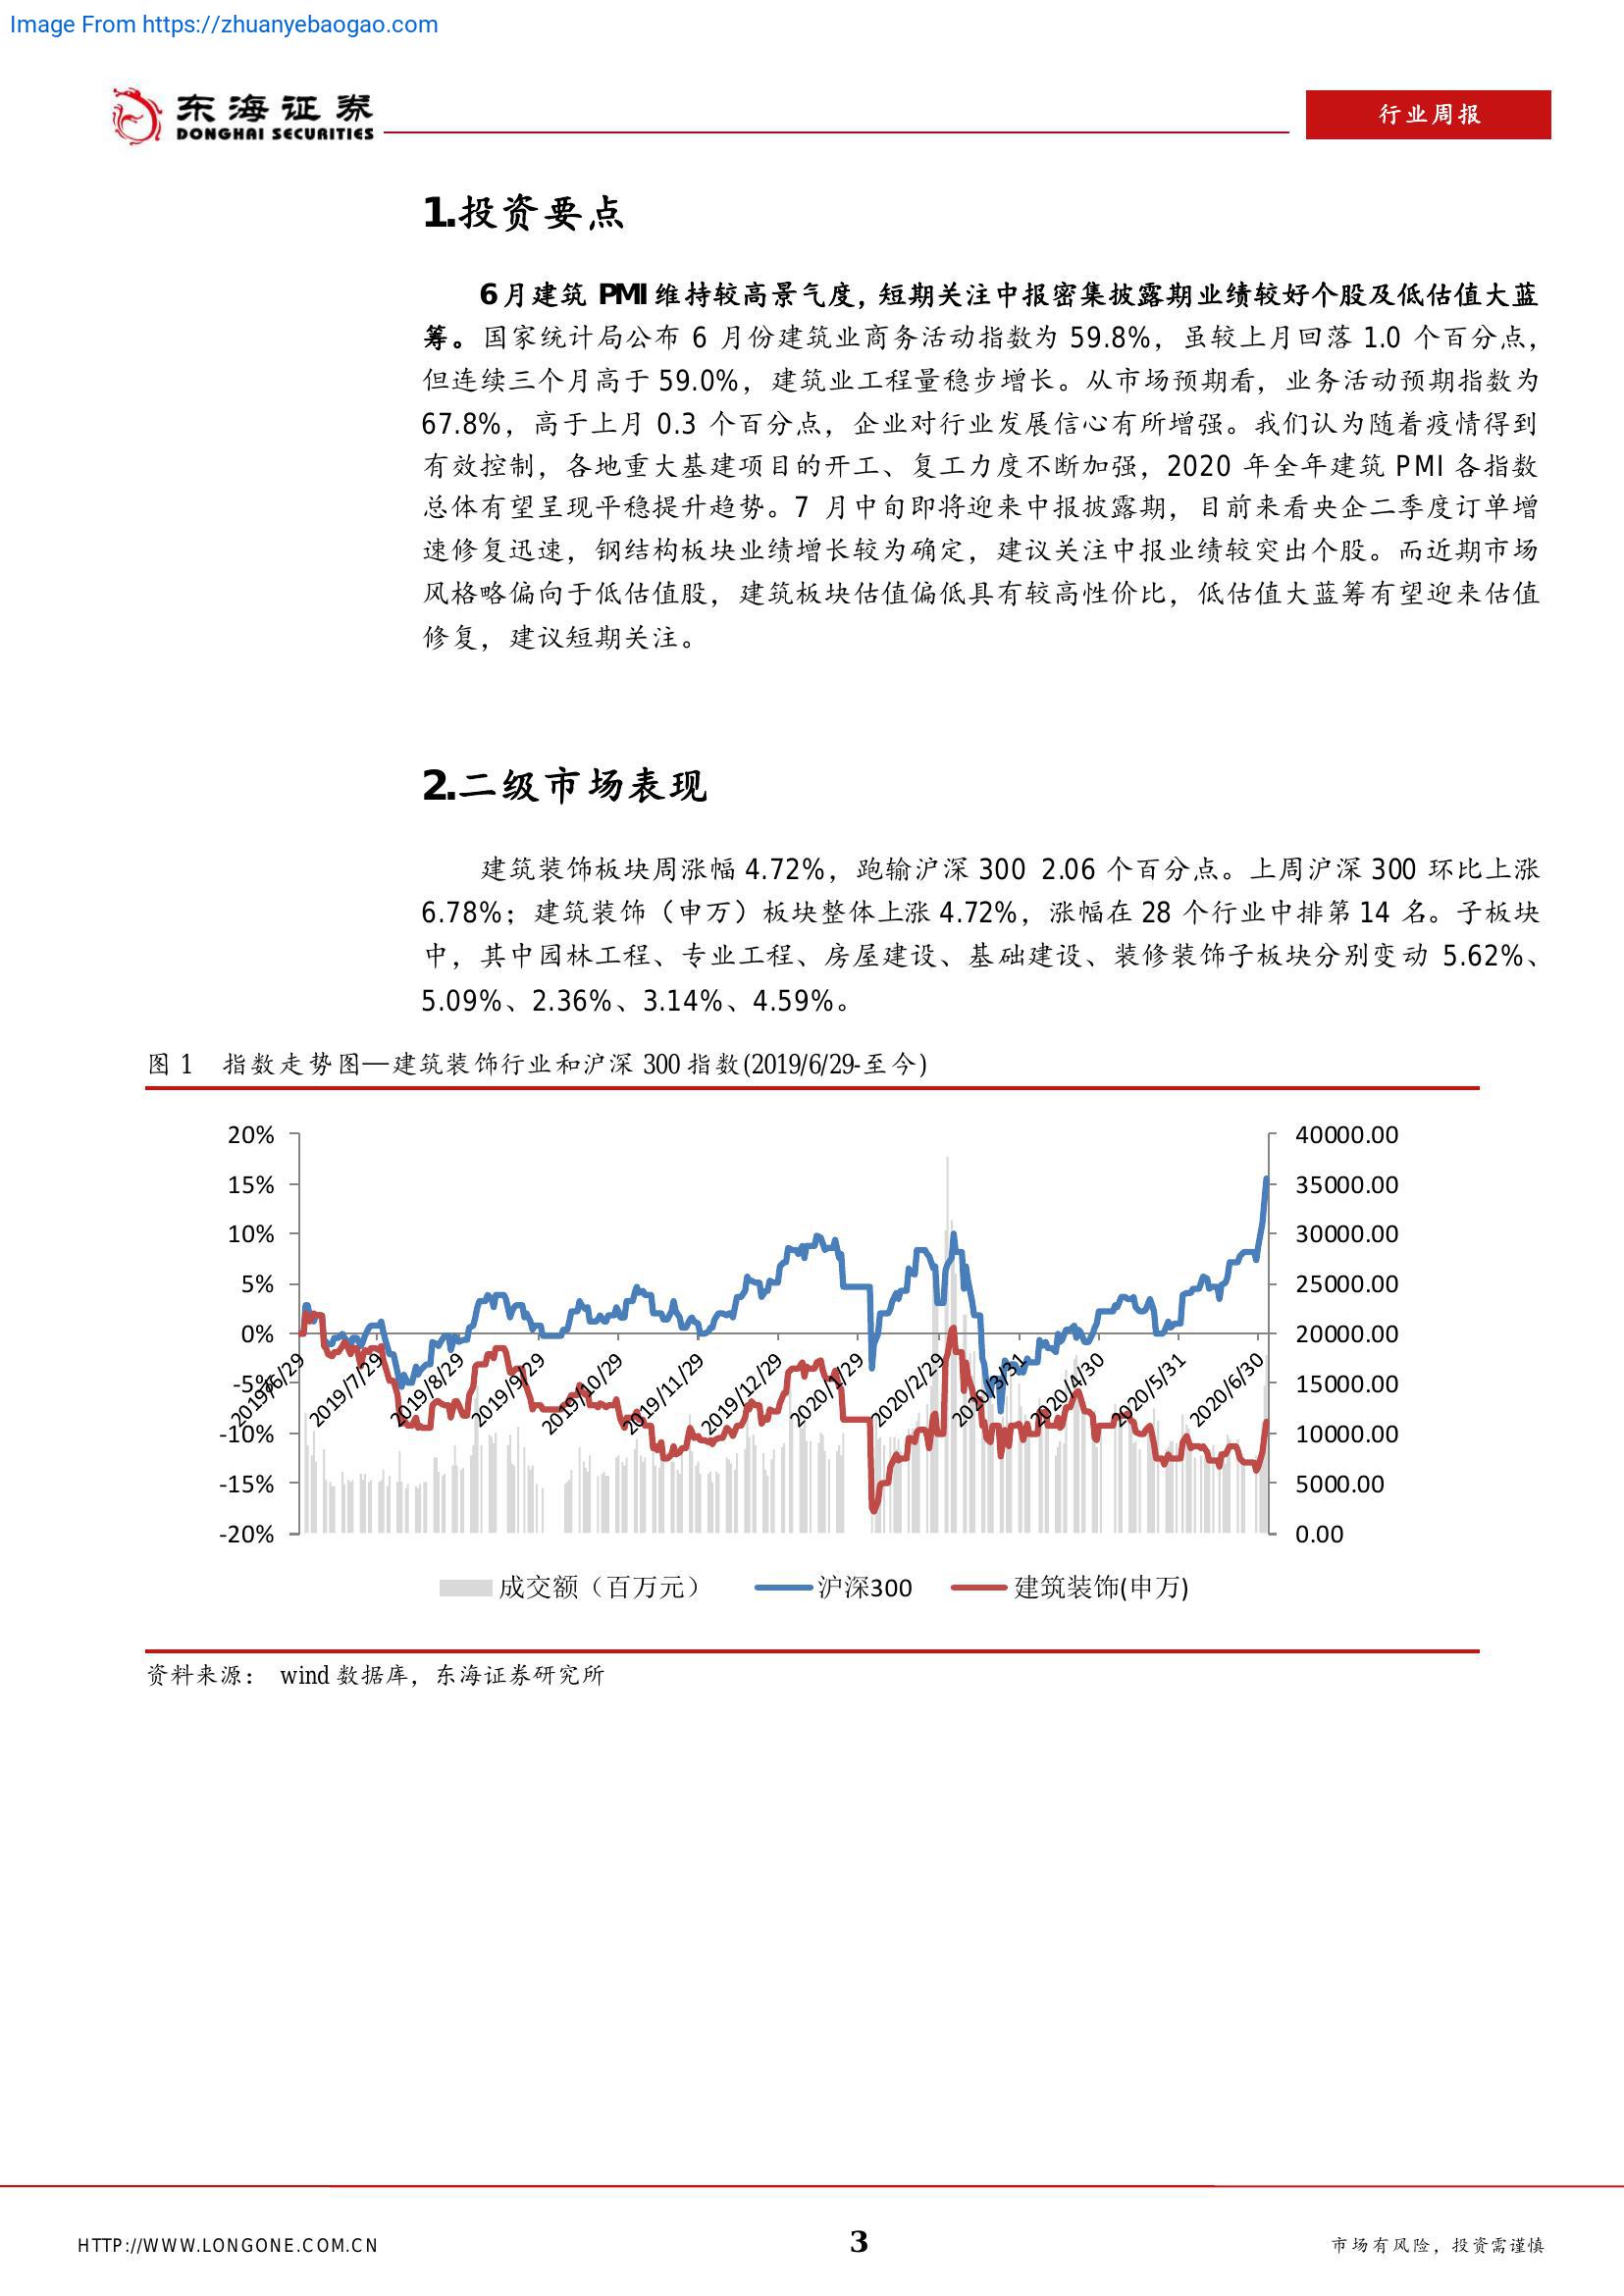 Image From https://zhuanyebaogao.com
东海证券
DONGHAI SECURITIES
行业周报
1.投资要点
6月建筑 PMI 维持较高景气度，短期关注中报密集披露期业绩较好个股及低估值大蓝
筹。国家统计局公布 6 月份建筑业商务活动指数为 59.8%，虽较上月回落 1.0 个百分点，
但连续三个月高于 59.0%，建筑业工程量稳步增长。从市场预期看，业务活动预期指数为
67.8%，高于上月 0.3 个百分点，企业对行业发展信心有所增强。我们认为随着疫情得到
有效控制，各地重大基建项目的开工、复工力度不断加强，2020 年全年建筑 PMI 各指数
总体有望呈现平稳提升趋势。7 月中旬即将迎来中报披露期，目前来看央企二季度订单增
速修复迅速，钢结构板块业绩增长较为确定，建议关注中报业绩较突出个股。而近期市场
风格略偏向于低估值股，建筑板块估值偏低具有较高性价比，低估值大蓝筹有望迎来估值
修复，建议短期关注。
2.二级市场表现
建筑装饰板块周涨幅 4.72%，跑输沪深 300 2.06 个百分点。上周沪深 300 环比上涨
6.78%；建筑装饰（申万）板块整体上涨 4.72%，涨幅在 28 个行业中排第 14 名。子板块
中，其中园林工程、专业工程、房屋建设、基础建设、装修装饰子板块分别变动 5.62%、
5.09%、2.36%、3.14%、4.59%。
图 1 指数走势图—建筑装饰行业和沪深 300 指数(2019/6/29-至今)
20% 40000.00
15% 35000.00
10% 30000.00
5% 25000.00
0% 20000.00
-5% 15000.00
-10% 10000.00
-15% 5000.00
-20% 0.00
2019/6/29 2019/7/29 2019/8/29 2019/9/29 2019/10/29 2019/11/29 2019/12/29 2020/1/29 2020/2/29 2020/3/31 2020/4/30 2020/5/31 2020/6/30
成交额（百万元） 沪深300 建筑装饰(申万)
资料来源： wind 数据库，东海证券研究所
HTTP://WWW.LONGONE.COM.CN 3 市场有风险，投资需谨慎